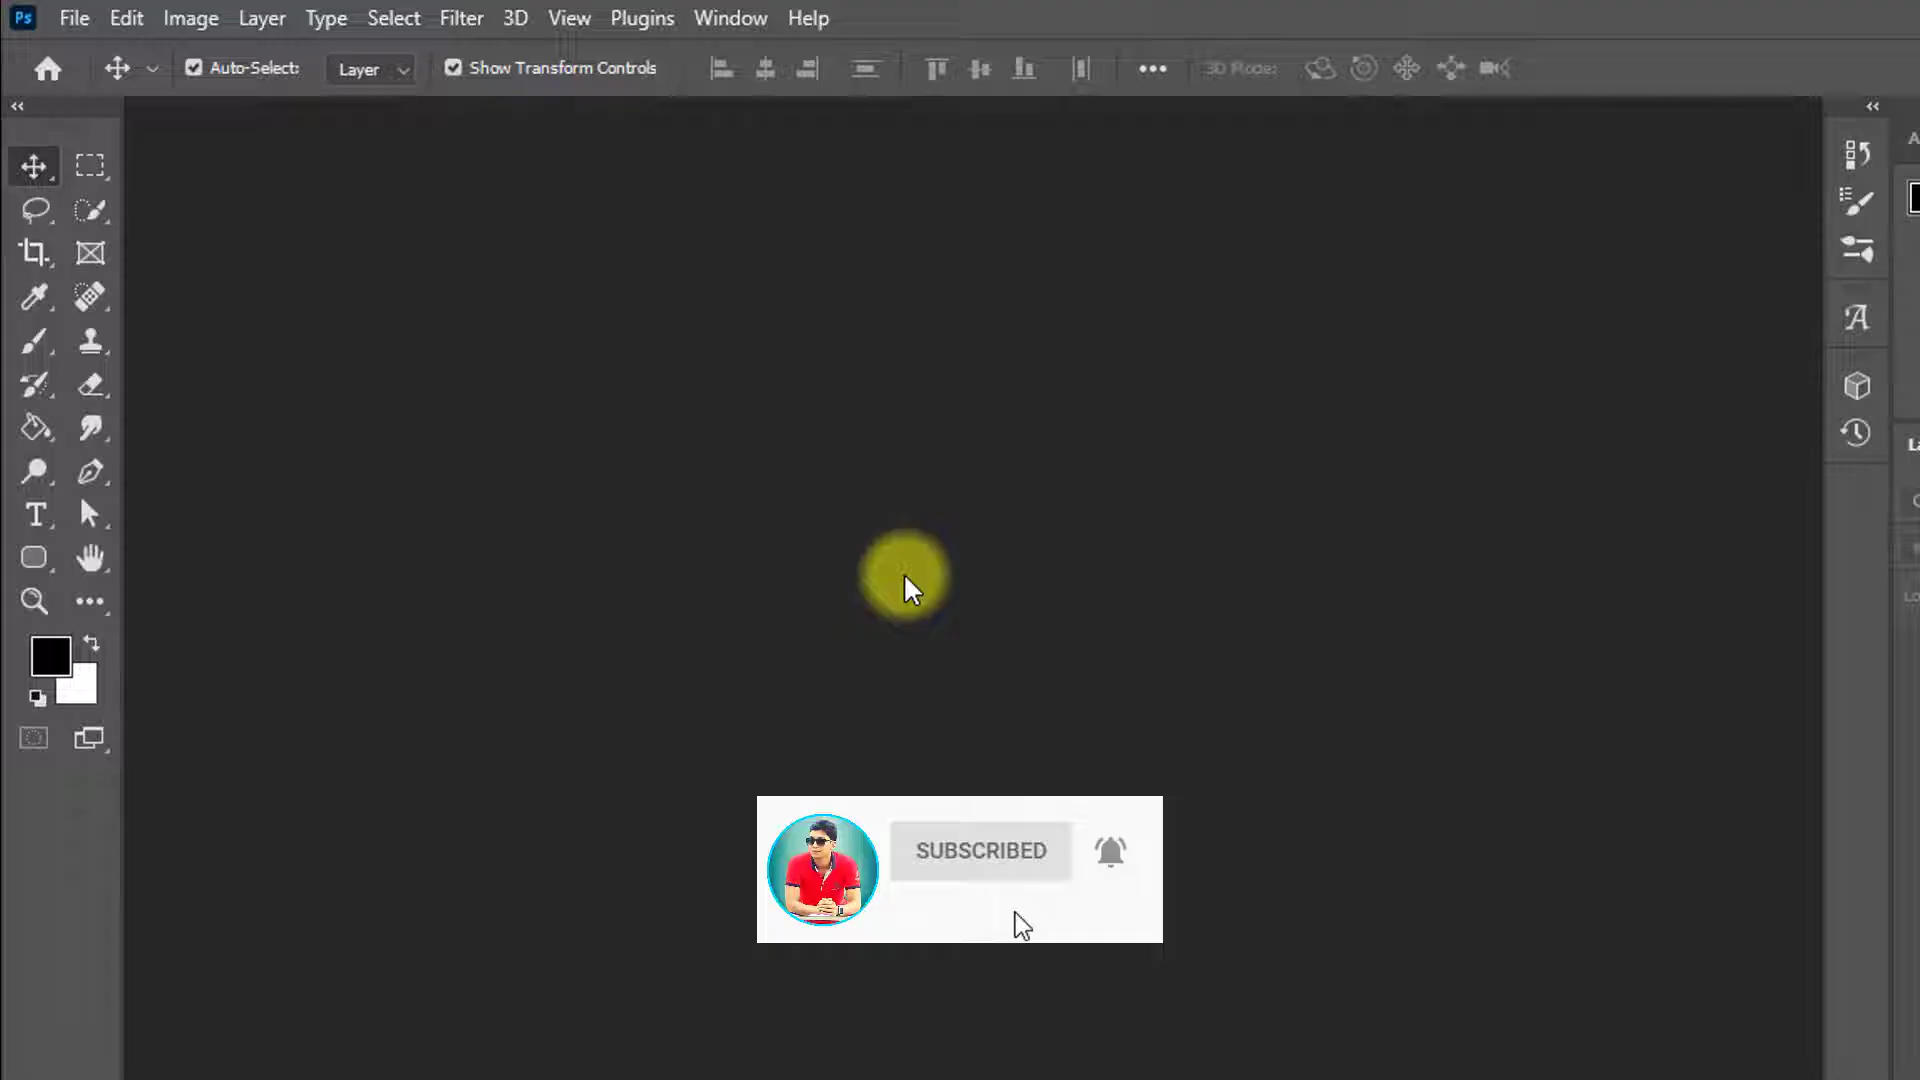 Ps File Edit Image Layer Type Select Filter 3D View Plugins Window Help
Auto-Select: Layer Show Transform Controls 3D Mode:
SUBSCRIBED